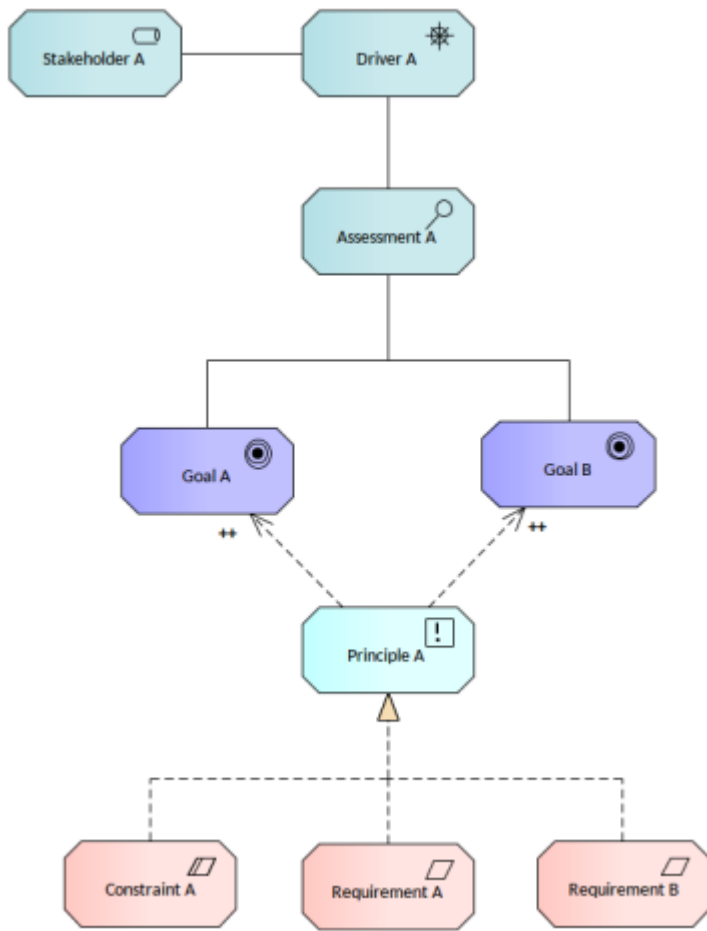 Stakeholder A
Driver A
Assessment A
Goal A
Goal B
++
++
!
Principle A
Constraint A
Requirement A
Requirement B